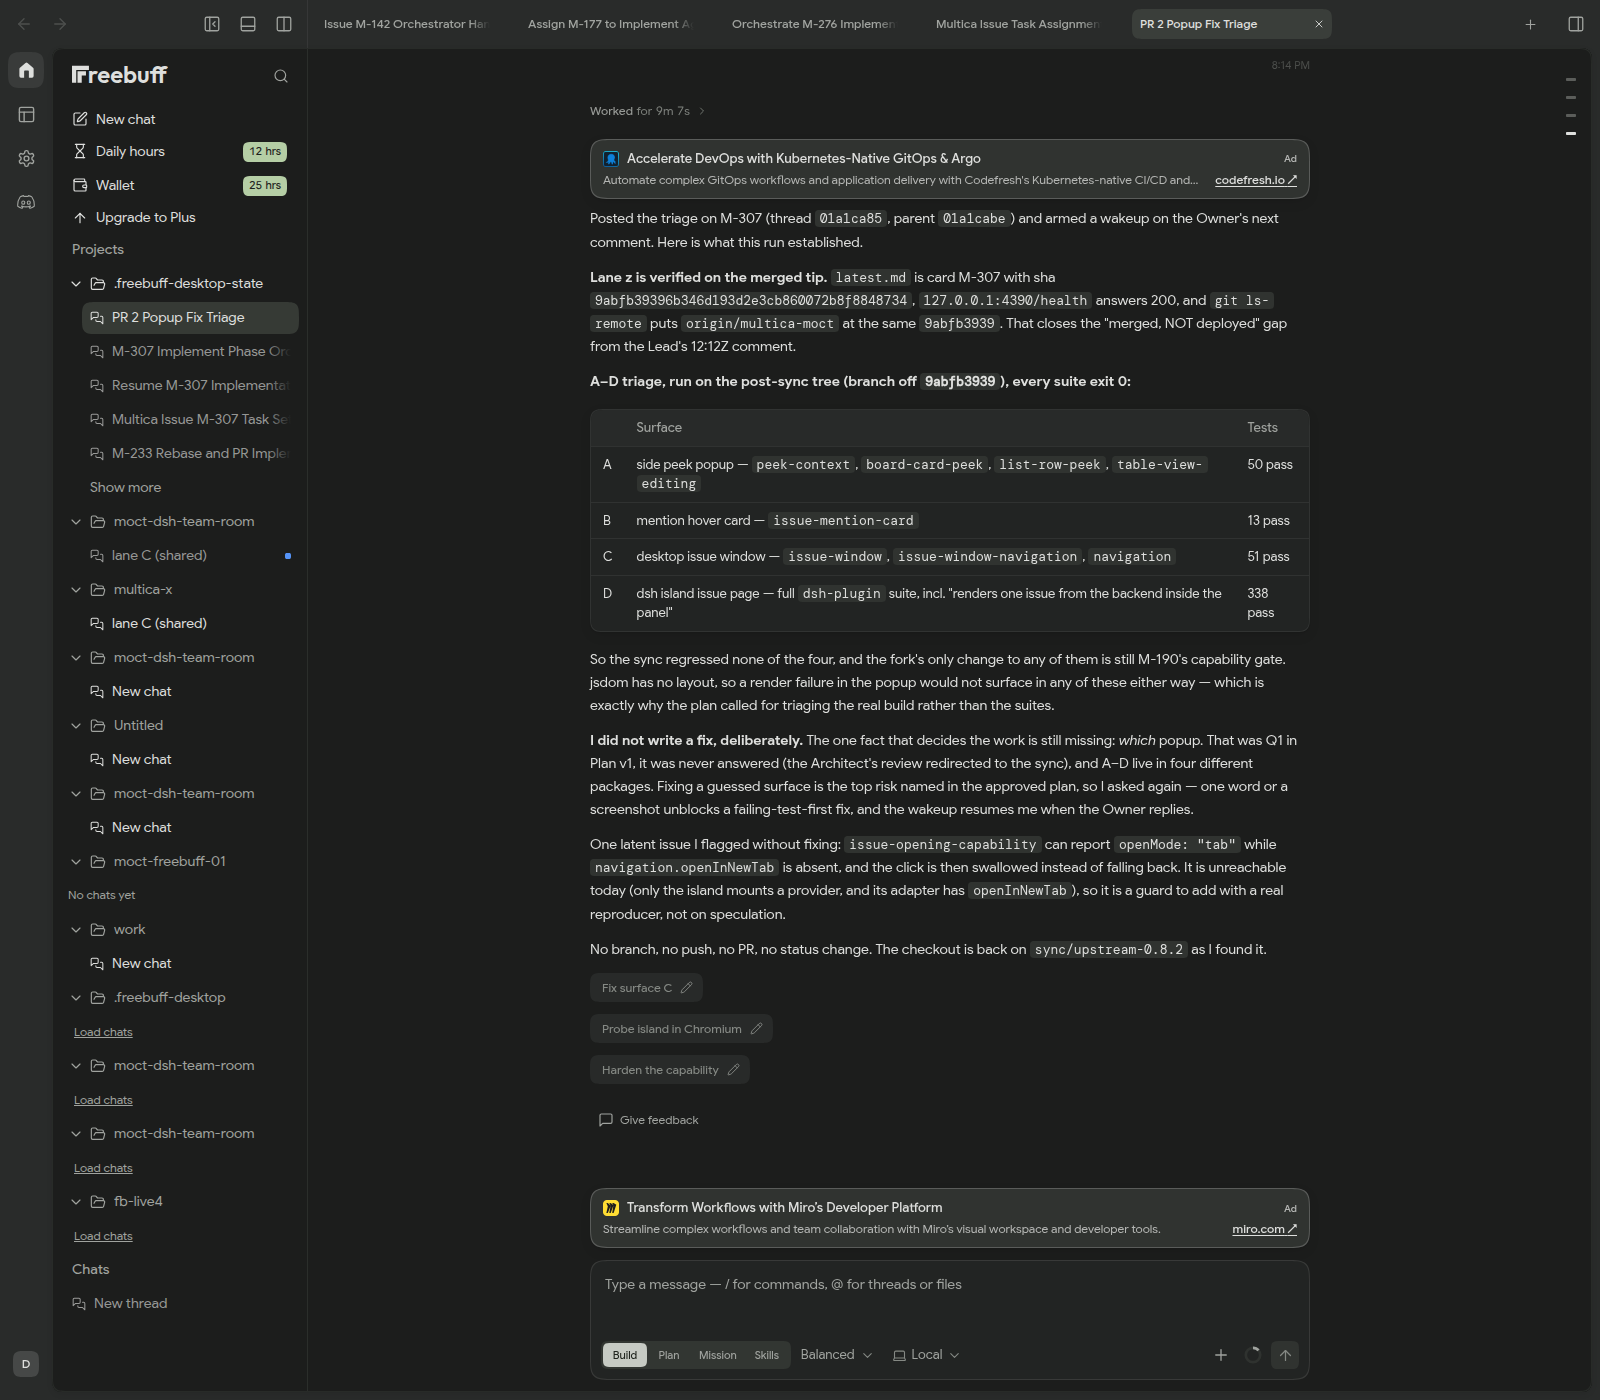 Issue M-142 Orchestrator Har
Assign M-177 to Implement A
Orchestrate M-276 Implemen
Multica Issue Task Assignmen
PR 2 Popup Fix Triage
Freebuff
New chat
Daily hours
12 hrs
Wallet
25 hrs
Upgrade to Plus
Projects
.freebuff-desktop-state
PR 2 Popup Fix Triage
M-307 Implement Phase Or
Resume M-307 Implementat
Multica Issue M-307 Task Se
M-233 Rebase and PR Imple
Show more
moct-dsh-team-room
lane C (shared)
multica-x
lane C (shared)
moct-dsh-team-room
New chat
Untitled
New chat
moct-dsh-team-room
New chat
moct-freebuff-01
No chats yet
work
New chat
.freebuff-desktop
Load chats
moct-dsh-team-room
Load chats
moct-dsh-team-room
Load chats
fb-live4
Load chats
Chats
New thread
D
8:14 PM
Worked for 9m 7s
Accelerate DevOps with Kubernetes-Native GitOps & Argo
Ad
Automate complex GitOps workflows and application delivery with Codefresh's Kubernetes-native CI/CD and...
codefresh.io
Posted the triage on M-307 (thread 01a1ca85, parent 01a1cabe) and armed a wakeup on the Owner's next
comment. Here is what this run established.
Lane z is verified on the merged tip. latest.md is card M-307 with sha
9abfb39396b346d193d2e3cb860072b8f8848734, 127.0.0.1:4390/health answers 200, and git ls-
remote puts origin/multica-moct at the same 9abfb3939. That closes the "merged, NOT deployed" gap
from the Lead's 12:12Z comment.
A–D triage, run on the post-sync tree (branch off 9abfb3939), every suite exit 0:
Surface
Tests
A
side peek popup — peek-context, board-card-peek, list-row-peek, table-view-
editing
50 pass
B
mention hover card — issue-mention-card
13 pass
C
desktop issue window — issue-window, issue-window-navigation, navigation
51 pass
D
dsh island issue page — full dsh-plugin suite, incl. "renders one issue from the backend inside the
panel"
338
pass
So the sync regressed none of the four, and the fork's only change to any of them is still M-190's capability gate.
jsdom has no layout, so a render failure in the popup would not surface in any of these either way — which is
exactly why the plan called for triaging the real build rather than the suites.
I did not write a fix, deliberately. The one fact that decides the work is still missing: which popup. That was Q1 in
Plan v1, it was never answered (the Architect's review redirected to the sync), and A–D live in four different
packages. Fixing a guessed surface is the top risk named in the approved plan, so I asked again — one word or a
screenshot unblocks a failing-test-first fix, and the wakeup resumes me when the Owner replies.
One latent issue I flagged without fixing: issue-opening-capability can report openMode: "tab" while
navigation.openInNewTab is absent, and the click is then swallowed instead of falling back. It is unreachable
today (only the island mounts a provider, and its adapter has openInNewTab), so it is a guard to add with a real
reproducer, not on speculation.
No branch, no push, no PR, no status change. The checkout is back on sync/upstream-0.8.2 as I found it.
Fix surface C
Probe island in Chromium
Harden the capability
Give feedback
Transform Workflows with Miro's Developer Platform
Ad
Streamline complex workflows and team collaboration with Miro's visual workspace and developer tools.
miro.com
Type a message — / for commands, @ for threads or files
Build
Plan
Mission
Skills
Balanced
Local